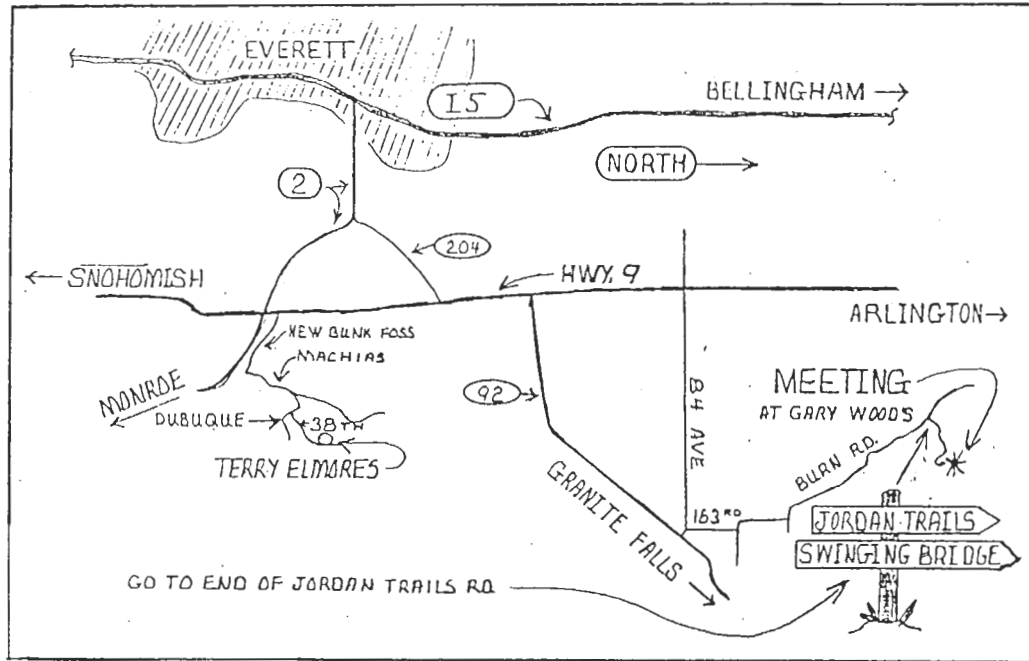 EVERETT
I5
BELLINGHAM
NORTH
2
204
SNOHOMISH
HWY. 9
ARLINGTON
NEW BUNK FOSS
MACHIAS
MONROE
92
84 AVE
MEETING
AT GARY WOODS
DUBUQUE
38TH
TERRY ELMORES
BURN RD.
GRANITE FALLS
163RD
JORDAN TRAILS
SWINGING BRIDGE
GO TO END OF JORDAN TRAILS RD.